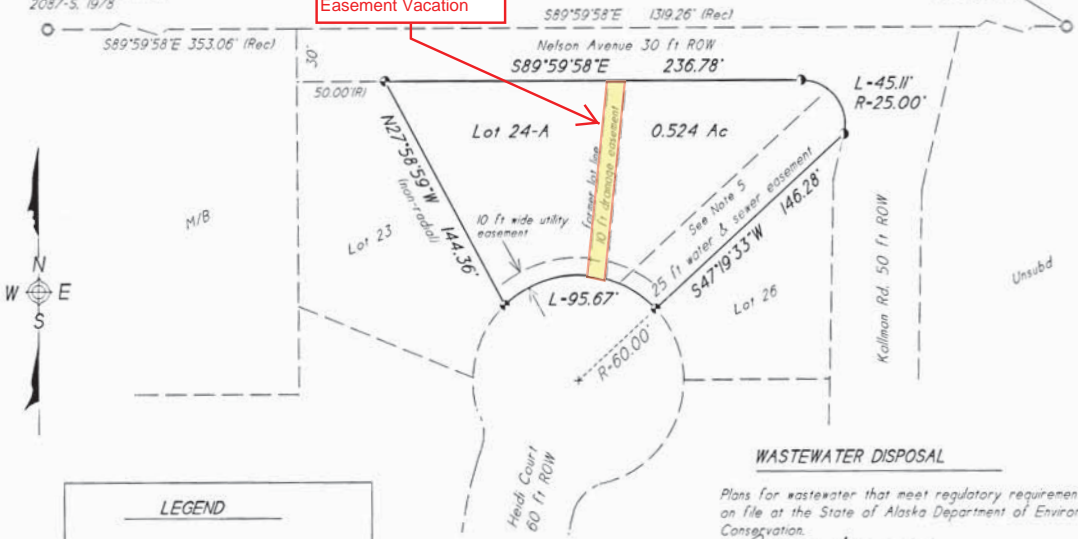 2087-S, 1978
Easement Vacation
S89°59'58"E 1319.26' (Rec)
S89°59'58"E 353.06' (Rec)
30'
Nelson Avenue 30 ft ROW
S89°59'58"E 236.78'
50.00'(R)
L-45.11'
R-25.00'
Lot 24-A
0.524 Ac
N27°58'59"W 144.36'
(non-radial)
former lot line
10 ft drainage easement
See Note 5
25 ft water & sewer easement
S47°19'33"W 146.28'
M/B
Lot 23
10 ft wide utility
easement
L-95.67'
Lot 26
Kallman Rd. 50 ft ROW
Unsubd
N
W E
S
R-60.00'
Heidi Court
60 ft ROW
WASTEWATER DISPOSAL
LEGEND
Plans for wastewater that meet regulatory
on file at the State of Alaska Department of
Conservation.